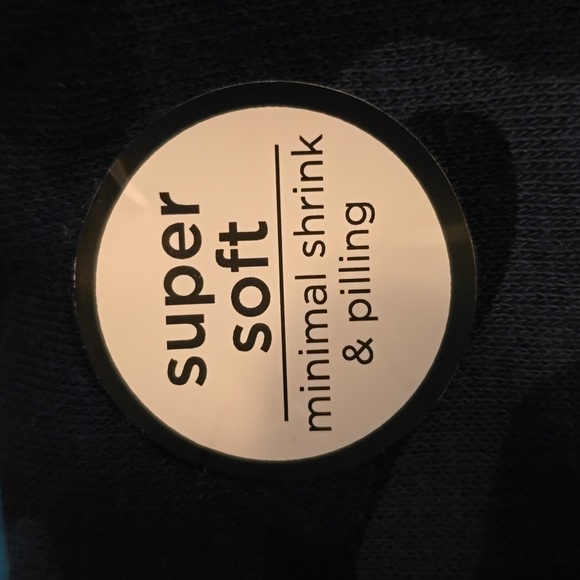 super
soft
minimal shrink
& pilling